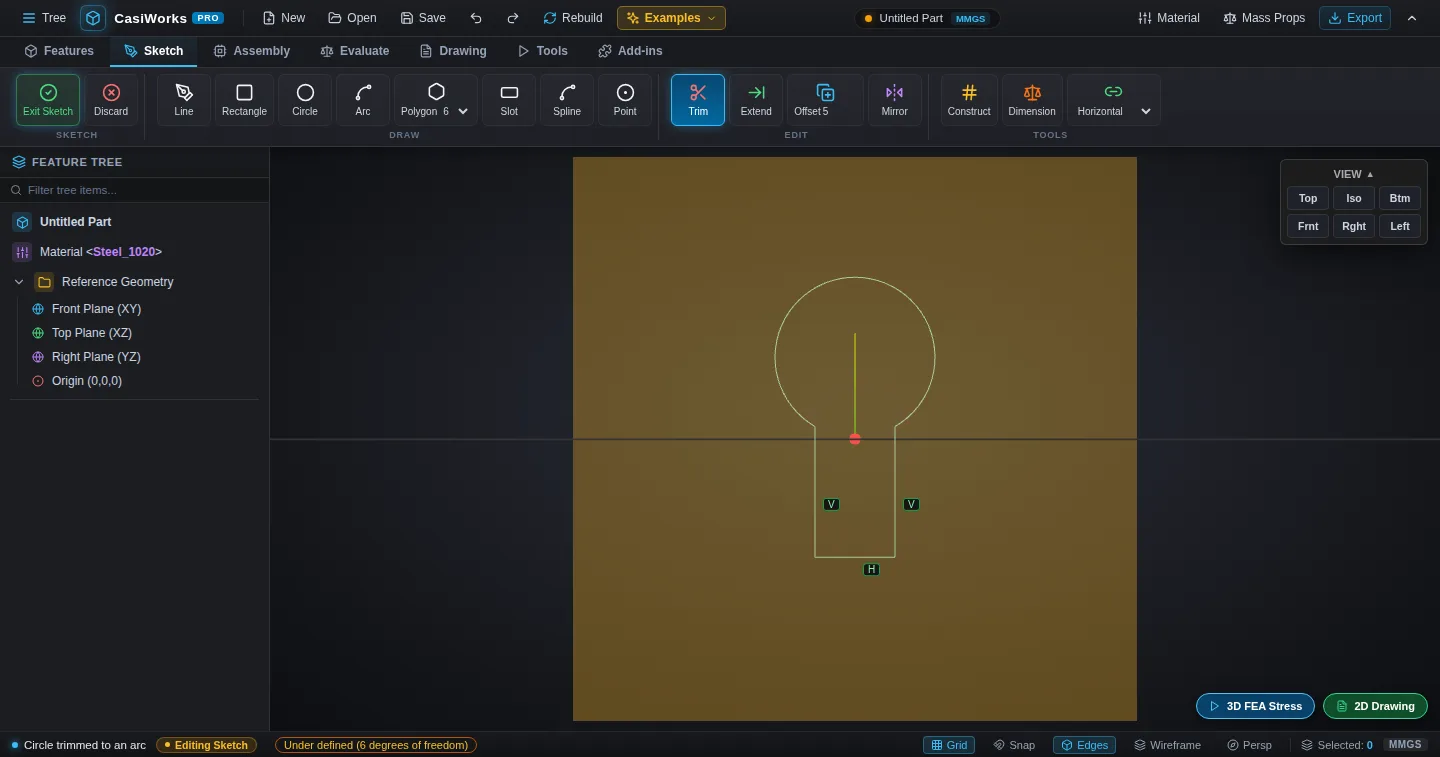 Tree CasiWorks PRO New Open Save Rebuild Examples Untitled Part MMGS Material Mass Props Export
Features Sketch Assembly Evaluate Drawing Tools Add-ins
Exit Sketch Discard Line Rectangle Circle Arc Polygon 6 Slot Spline Point Trim Extend Offset 5 Mirror Construct Dimension Horizontal
SKETCH DRAW EDIT TOOLS
FEATURE TREE
Filter tree items...
Untitled Part
Material <Steel_1020>
Reference Geometry
Front Plane (XY)
Top Plane (XZ)
Right Plane (YZ)
Origin (0,0,0)
VIEW ▲
Top Iso Btm
Frnt Rght Left
V V
H
3D FEA Stress 2D Drawing
Circle trimmed to an arc Editing Sketch Under defined (6 degrees of freedom) Grid Snap Edges Wireframe Persp Selected: 0 MMGS